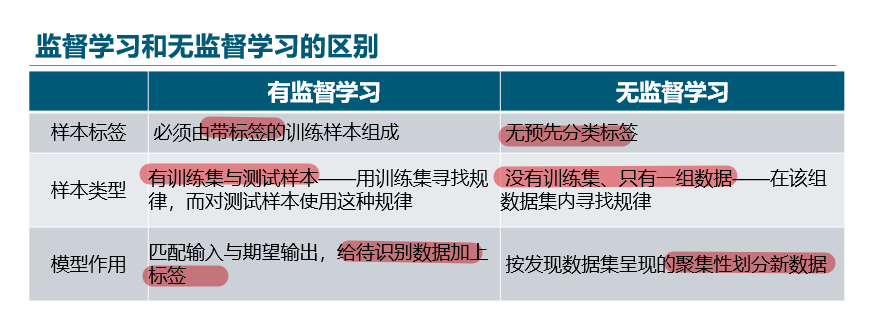 监督学习和无监督学习的区别
有监督学习
无监督学习
样本标签
必须由带标签的训练样本组成
无预先分类标签
样本类型
有训练集与测试样本——用训练集寻找规
律，而对测试样本使用这种规律
没有训练集、只有一组数据——在该组
数据集内寻找规律
模型作用
匹配输入与期望输出，给待识别数据加上
标签
按发现数据集呈现的聚集性划分新数据